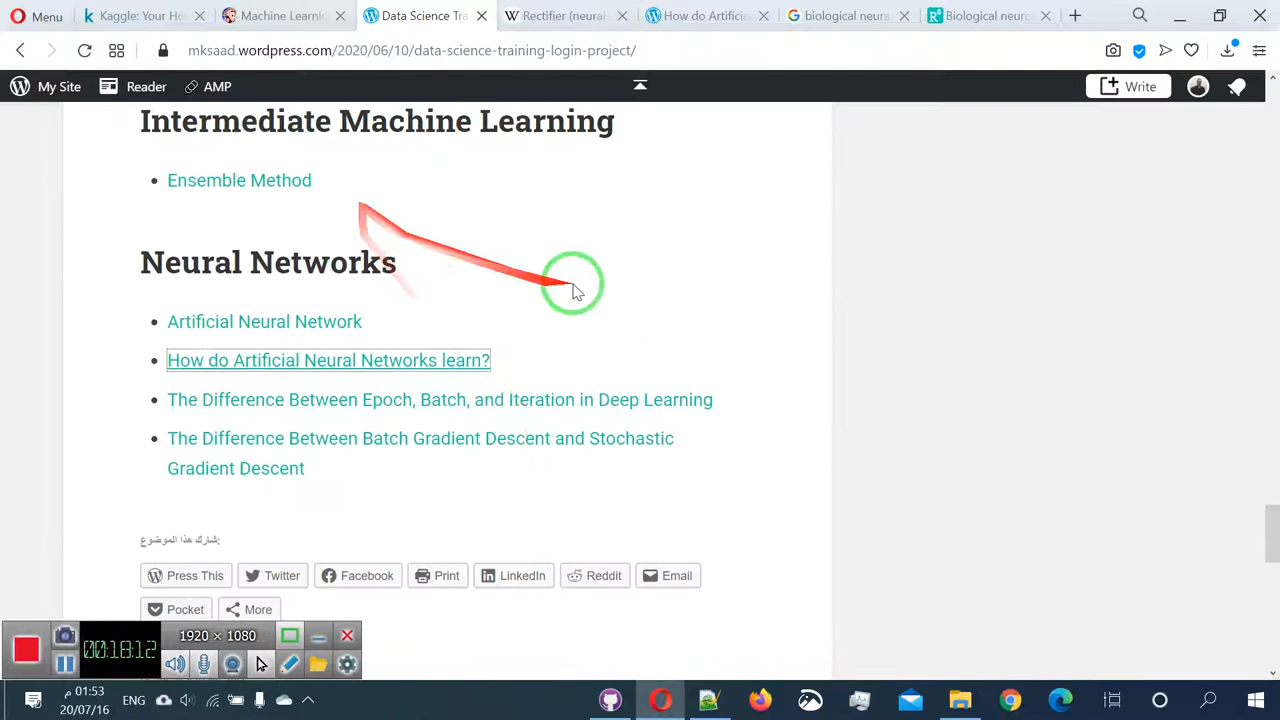 Menu
Kaggle: Your Ho
Machine Learnin
Data Science Tra
Rectifier (neural
How do Artificial
biological neura
Biological neuro
mksaad.wordpress.com/2020/06/10/data-science-training-login-project/
My Site
Reader
AMP
Write
Intermediate Machine Learning
Ensemble Method
Neural Networks
Artificial Neural Network
How do Artificial Neural Networks learn?
The Difference Between Epoch, Batch, and Iteration in Deep Learning
The Difference Between Batch Gradient Descent and Stochastic
Gradient Descent
شارك هذا الموضوع:
Press This
Twitter
Facebook
Print
LinkedIn
Reddit
Email
Pocket
More
1920 × 1080
00:18:12
ENG
01:53 م
20/07/16